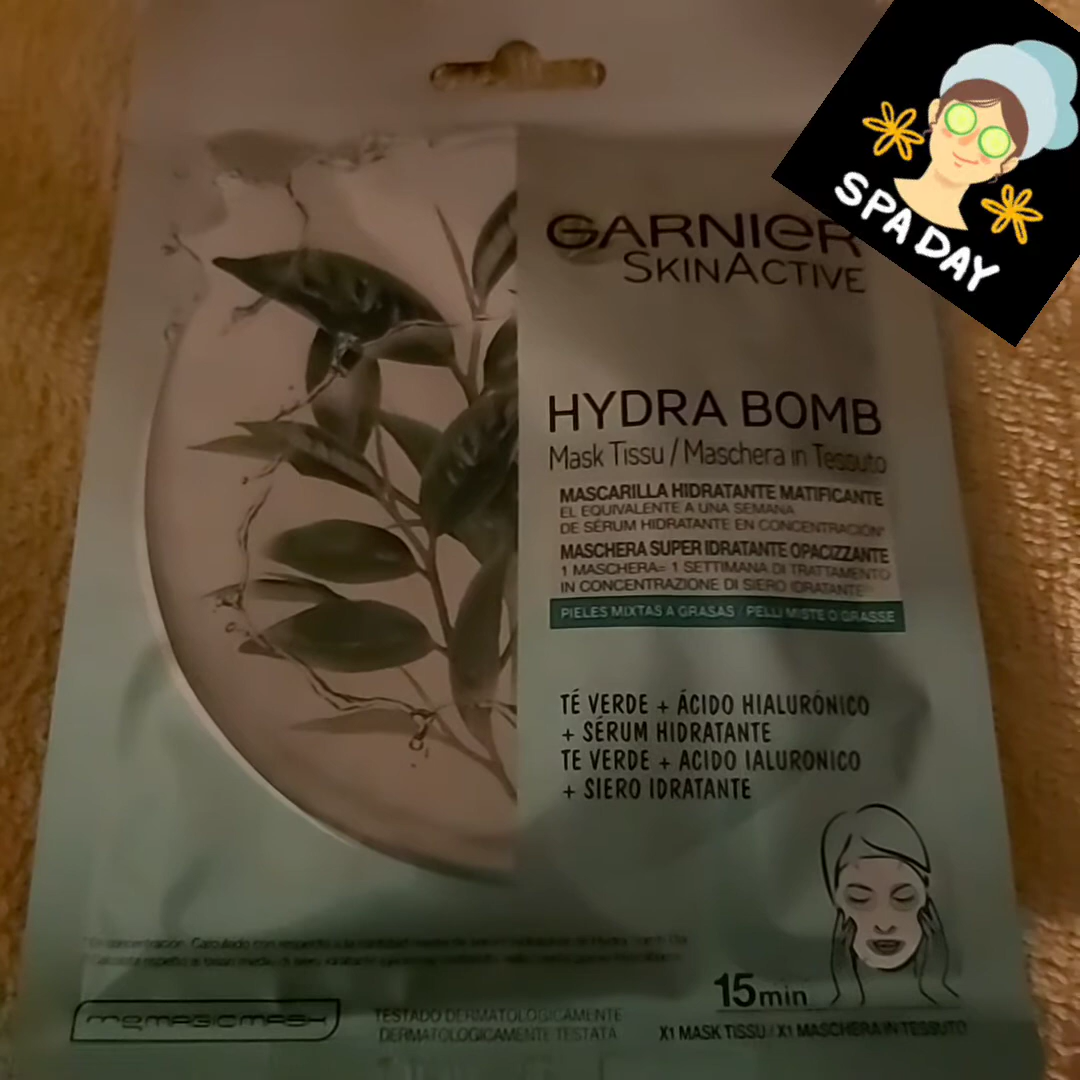 SPA DAY
GARNIER
SKINACTIVE
HYDRA BOMB
Mask Tissu / Maschera in Tessuto
MASCARILLA HIDRATANTE MATIFICANTE
EL EQUIVALENTE A UNA SEMANA
DE SÉRUM HIDRATANTE EN CONCENTRACIÓN*
MASCHERA SUPER IDRATANTE OPACIZZANTE
1 MASCHERA= 1 SETTIMANA DI TRATTAMENTO
IN CONCENTRAZIONE DI SIERO IDRATANTE**
PIELES MIXTAS A GRASAS / PELLI MISTE O GRASSE
TÉ VERDE + ÁCIDO HIALURÓNICO
+ SÉRUM HIDRATANTE
TE VERDE + ACIDO IALURONICO
+ SIERO IDRATANTE
15min
TESTADO DERMATOLOGICAMENTE
DERMATOLOGICAMENTE TESTATA
X1 MASK TISSU / X1 MASCHERA IN TESSUTO